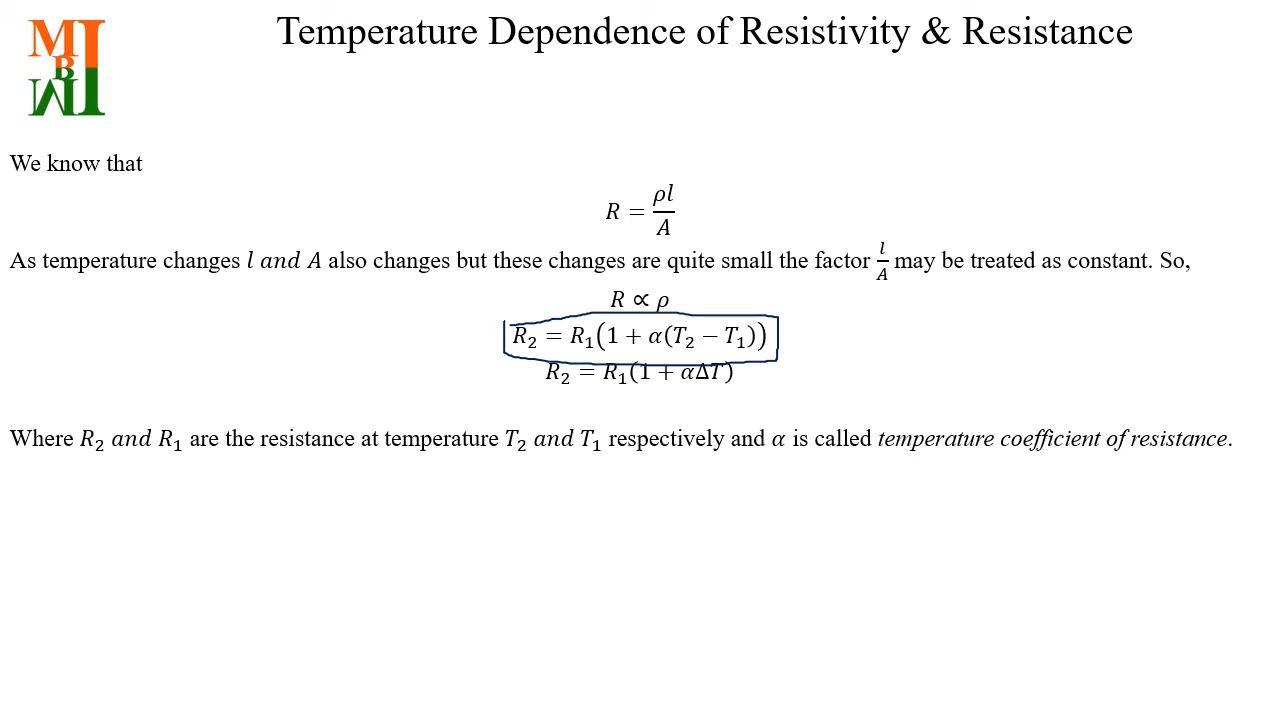 Temperature Dependence of Resistivity & Resistance
MI
B
MI
We know that
R = ρl/A
As temperature changes l and A also changes but these changes are quite small the factor l/A may be treated as constant. So,
R ∝ ρ
R₂ = R₁(1 + α(T₂ − T₁))
R₂ = R₁(1 + αΔT)
Where R₂ and R₁ are the resistance at temperature T₂ and T₁ respectively and α is called temperature coefficient of resistance.